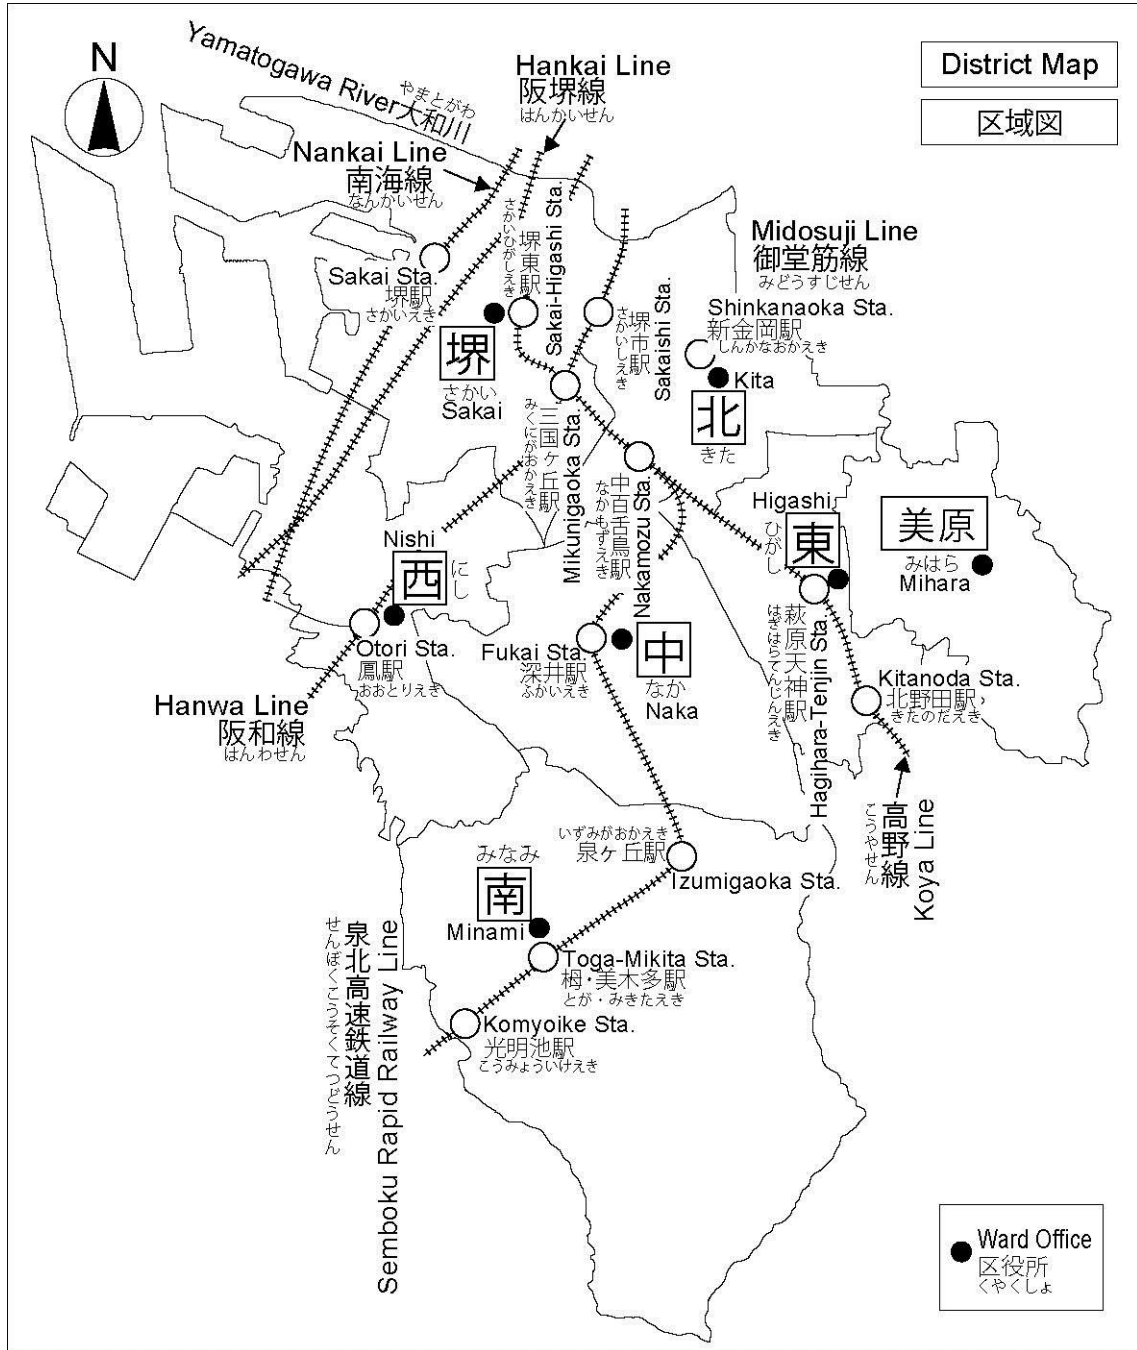 District Map
区域図
N
Yamatogawa River大和川
やまとがわ
Hankai Line
阪堺線
はんかいせん
Nankai Line
南海線
なんかいせん
Midosuji Line
御堂筋線
みどうすじせん
Sakai Sta.
堺駅
さかいえき
さかいひがしえき
堺東駅
Sakai-Higashi Sta.
さかいしえき
堺市駅
Sakaishi Sta.
Shinkanaoka Sta.
新金岡駅
しんかなおかえき
堺
さかい
Sakai
Kita
北
きた
みくにがおかえき
三国ヶ丘駅
Mikunigaoka Sta.
なかもずえき
中百舌鳥駅
Nakamozu Sta.
Higashi
ひがし
東
美原
みはら
Mihara
Nishi
西
にし
Otori Sta.
鳳駅
おおとりえき
Fukai Sta.
深井駅
ふかいえき
中
なか
Naka
はぎはらてんじんえき
萩原天神駅
Hagihara-Tenjin Sta.
Kitanoda Sta.
北野田駅
きたのだえき
Hanwa Line
阪和線
はんわせん
こうやせん
高野線
Koya Line
いずみがおかえき
泉ヶ丘駅
Izumigaoka Sta.
みなみ
南
Minami
Toga-Mikita Sta.
栂・美木多駅
とが・みきたえき
Komyoike Sta.
光明池駅
こうみょういけえき
せんぼくこうそくてつどうせん
泉北高速鉄道線
Semboku Rapid Railway Line
Ward Office
区役所
くやくしょ